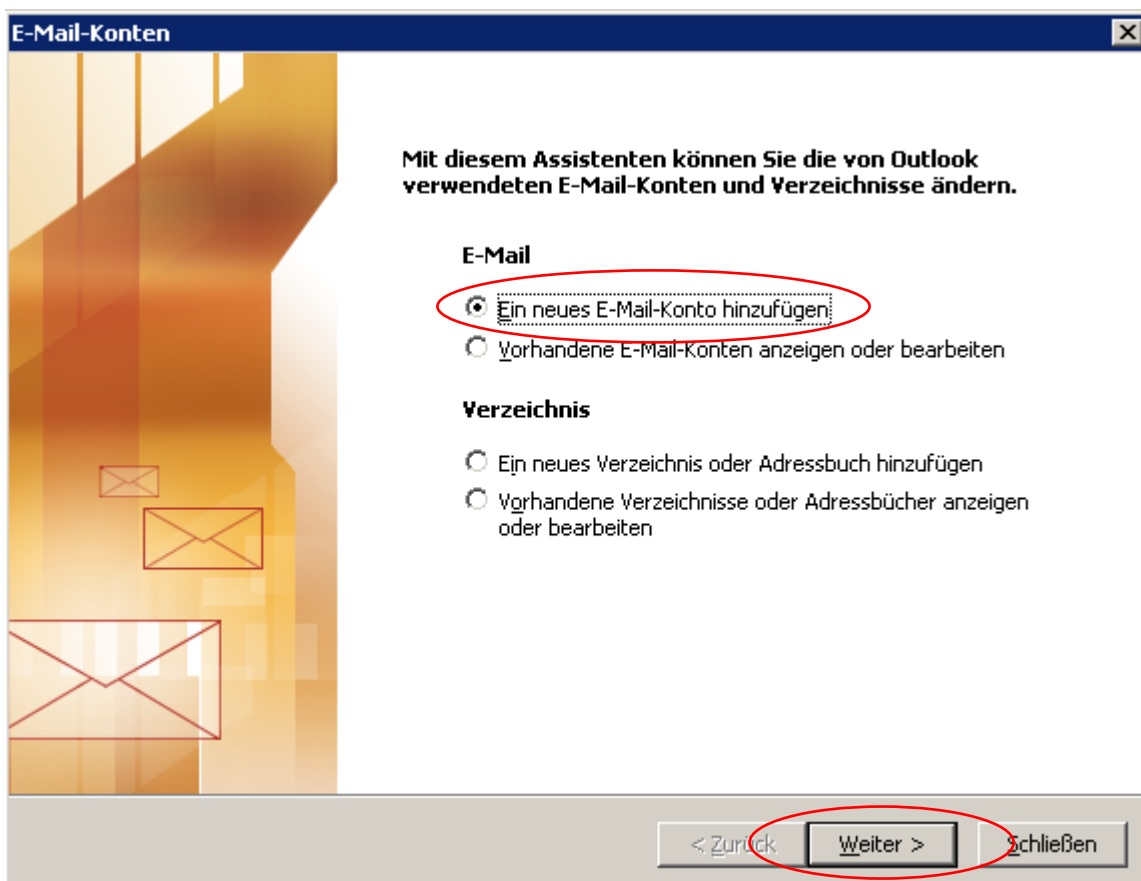 E-Mail-Konten
Mit diesem Assistenten können Sie die von Outlook
verwendeten E-Mail-Konten und Verzeichnisse ändern.
E-Mail
Ein neues E-Mail-Konto hinzufügen
Vorhandene E-Mail-Konten anzeigen oder bearbeiten
Verzeichnis
Ein neues Verzeichnis oder Adressbuch hinzufügen
Vorhandene Verzeichnisse oder Adressbücher anzeigen
oder bearbeiten
< Zurück Weiter > Schließen